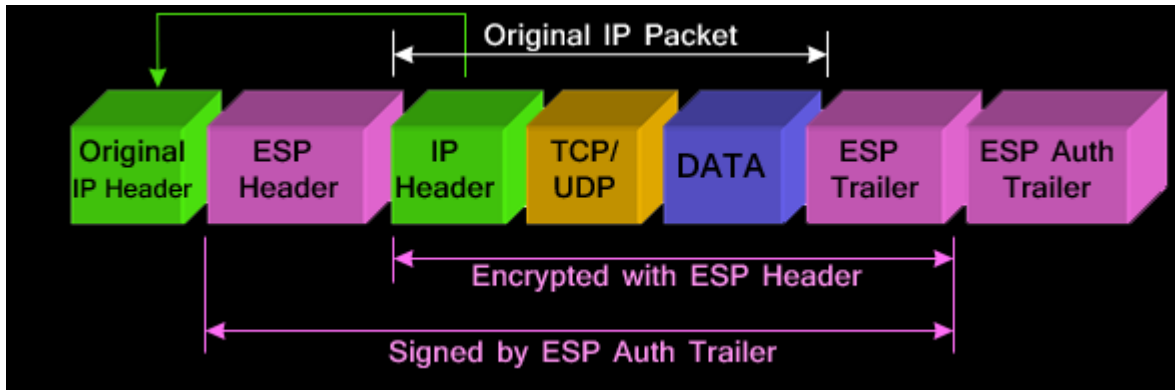 Original IP Packet
Original
IP Header
ESP
Header
IP
Header
TCP/
UDP
DATA
ESP
Trailer
ESP Auth
Trailer
Encrypted with ESP Header
Signed by ESP Auth Trailer